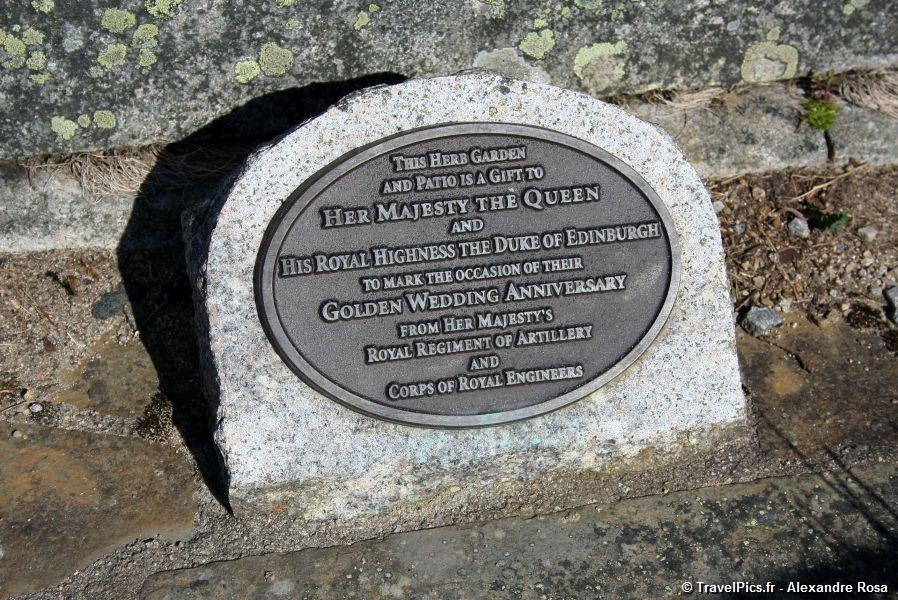 This Herb Garden
and Patio is a Gift to
Her Majesty the Queen
and
His Royal Highness the Duke of Edinburgh
to mark the occasion of their
Golden Wedding Anniversary
from Her Majesty's
Royal Regiment of Artillery
and
Corps of Royal Engineers
© TravelPics.fr - Alexandre Rosa